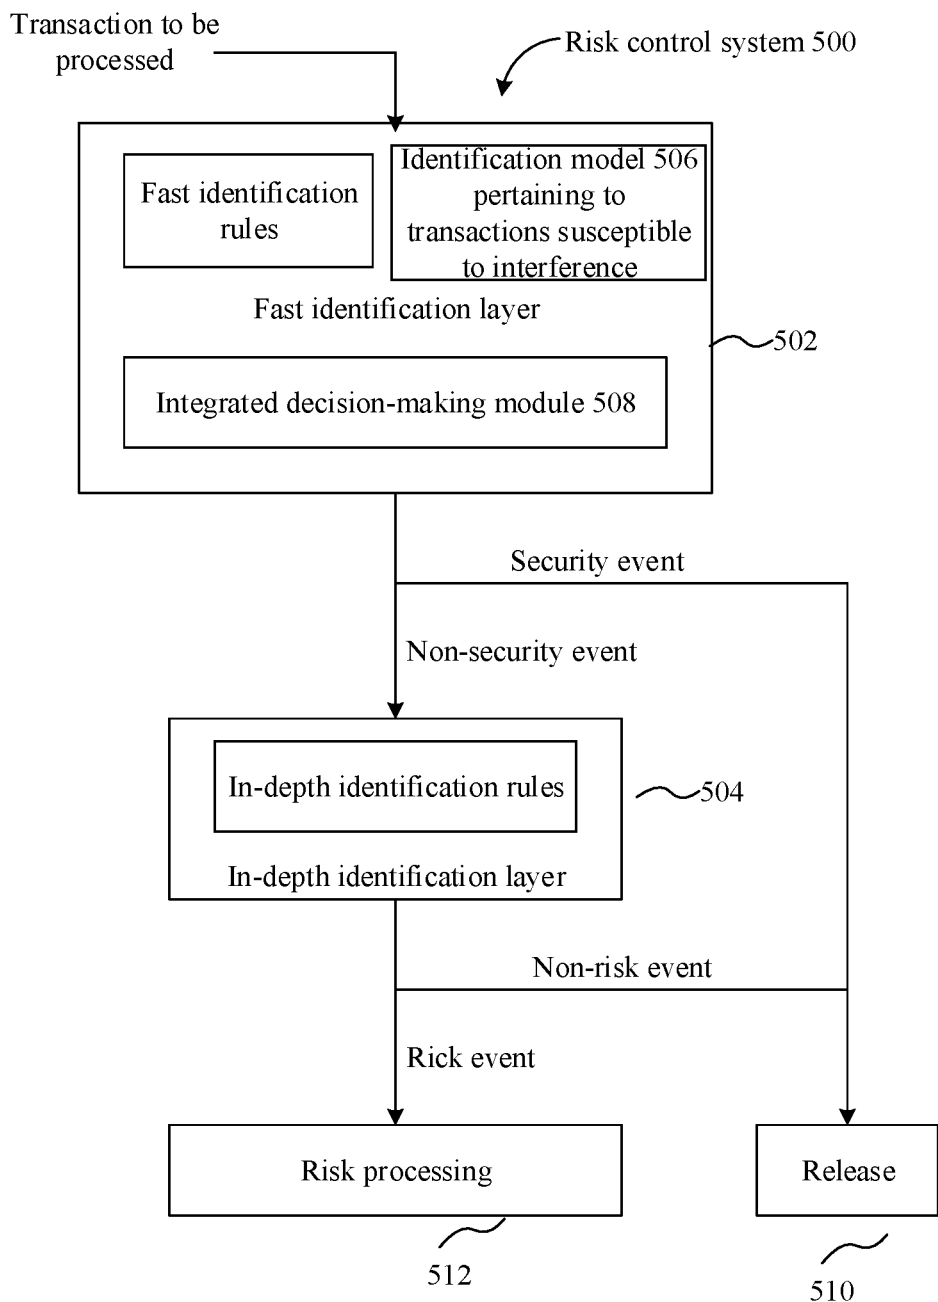 Transaction to be
processed
Risk control system 500
Fast identification
rules
Identification model 506
pertaining to
transactions susceptible
to interference
Fast identification layer
502
Integrated decision-making module 508
Security event
Non-security event
In-depth identification rules
504
In-depth identification layer
Non-risk event
Rick event
Risk processing
Release
512
510